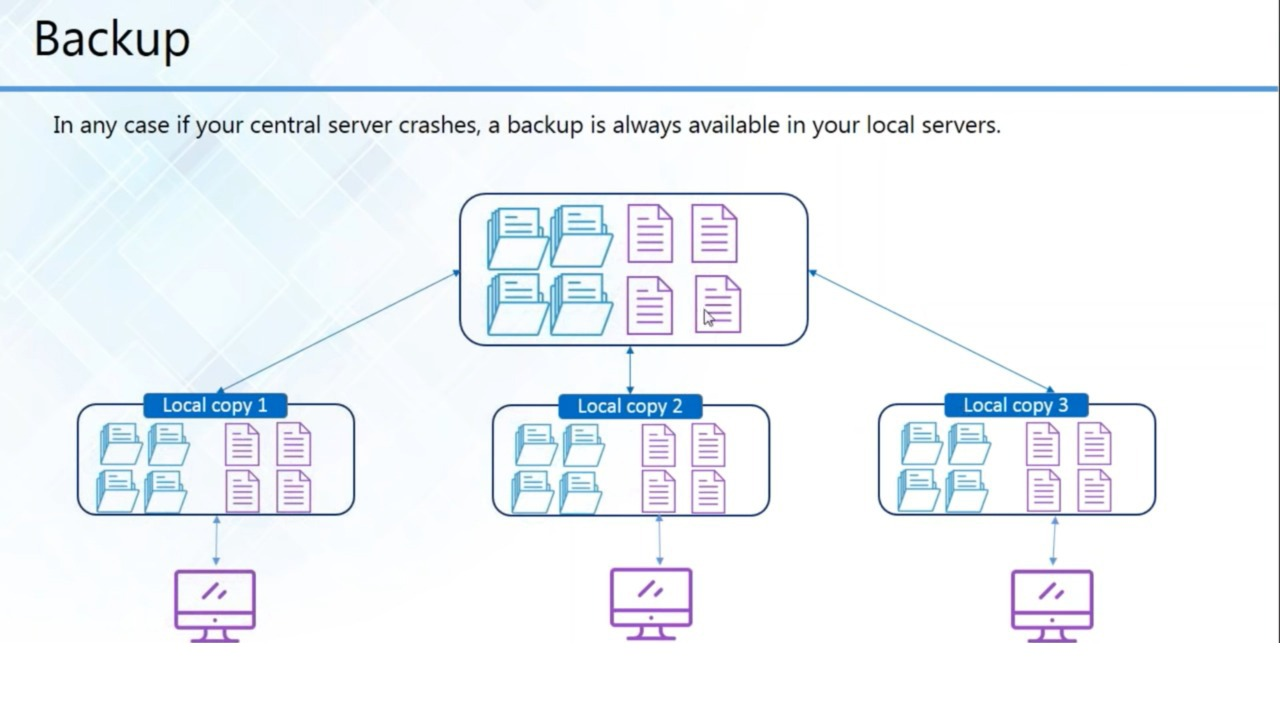 Backup
In any case if your central server crashes, a backup is always available in your local servers.
Local copy 1
Local copy 2
Local copy 3